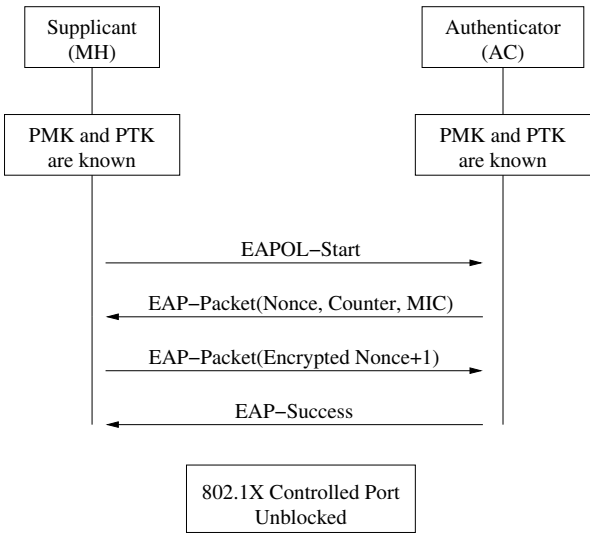 Supplicant
(MH)
Authenticator
(AC)
PMK and PTK
are known
PMK and PTK
are known
EAPOL−Start
EAP−Packet(Nonce, Counter, MIC)
EAP−Packet(Encrypted Nonce+1)
EAP−Success
802.1X Controlled Port
Unblocked